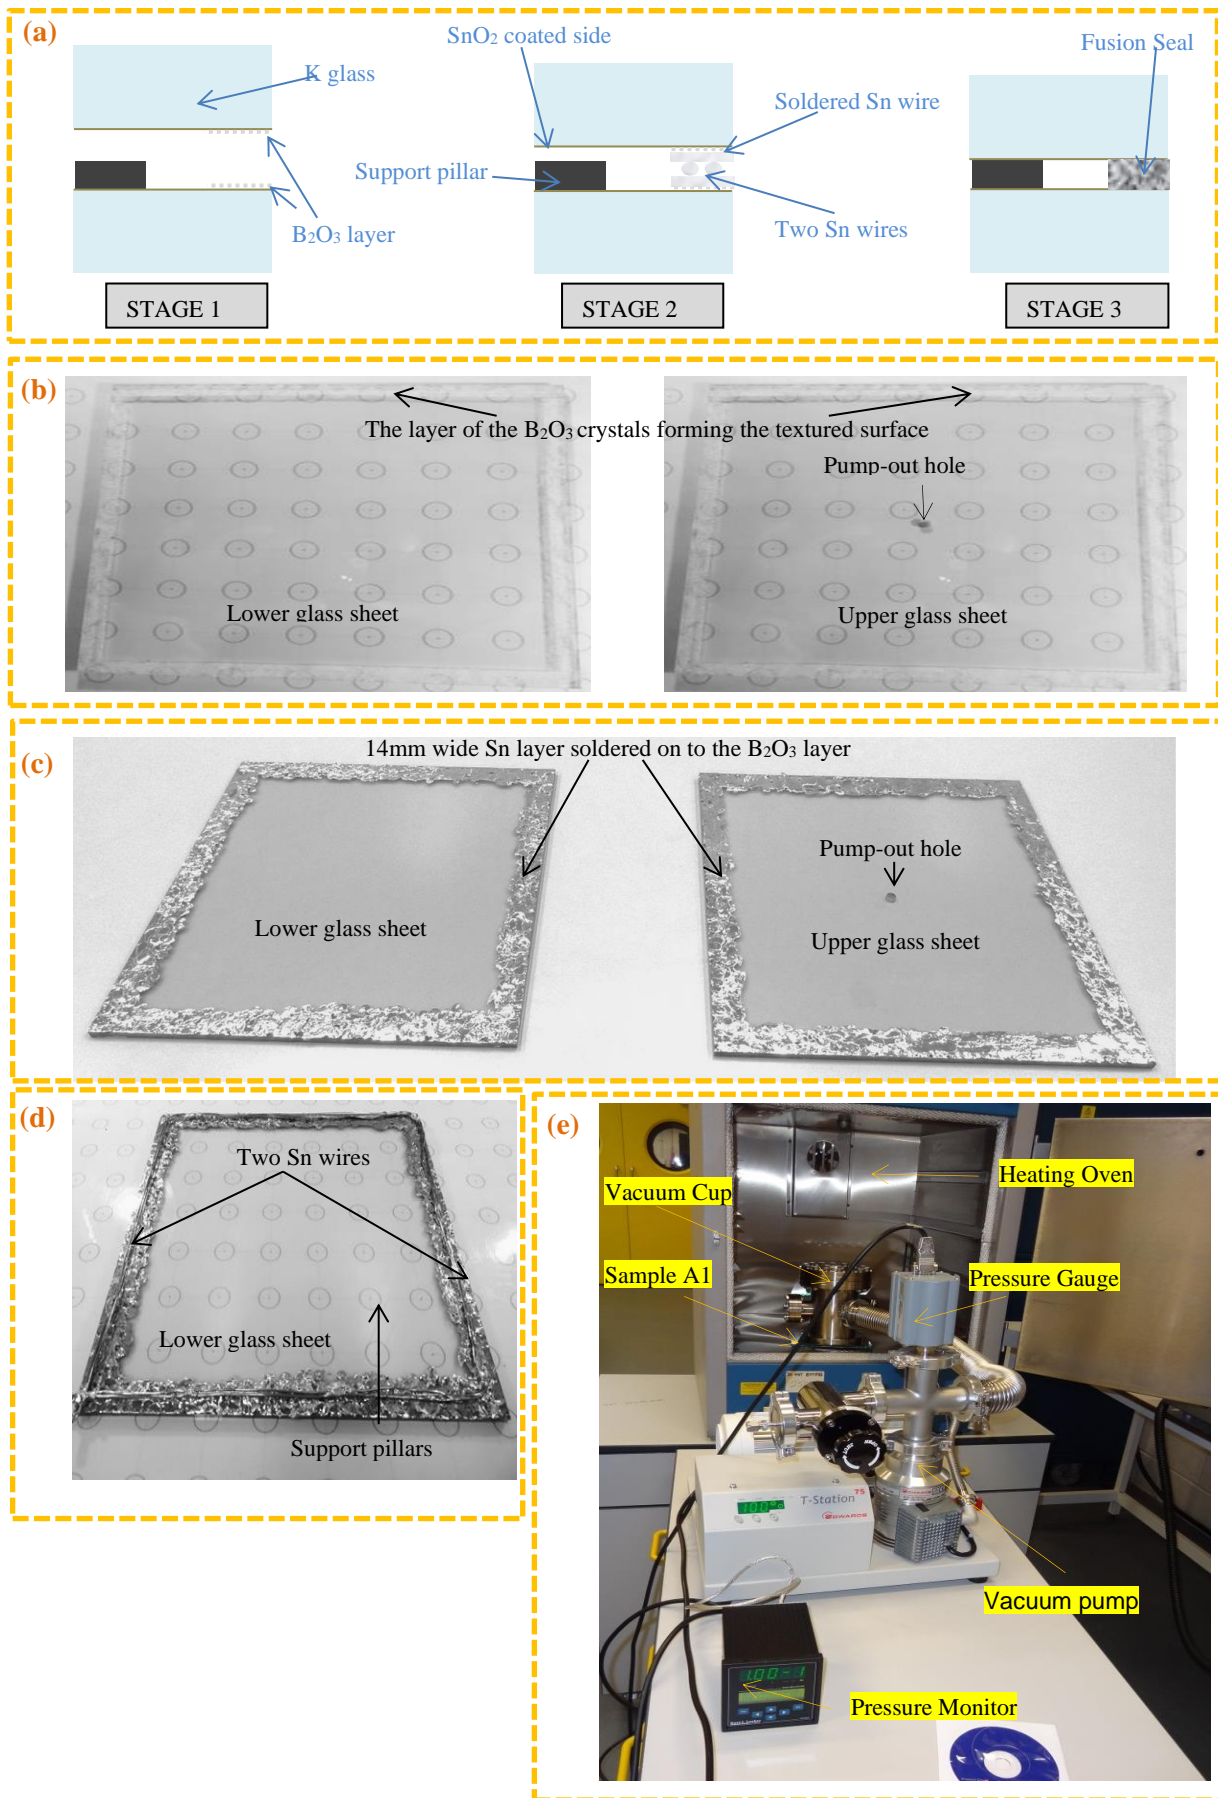 (a)
SnO2 coated side
Fusion Seal
K glass
Soldered Sn wire
Support pillar
Two Sn wires
B2O3 layer
STAGE 1
STAGE 2
STAGE 3
(b)
The layer of the B2O3 crystals forming the textured surface
Pump-out hole
Lower glass sheet
Upper glass sheet
(c)
14mm wide Sn layer soldered on to the B2O3 layer
Pump-out hole
Lower glass sheet
Upper glass sheet
(d)
Two Sn wires
Lower glass sheet
Support pillars
(e)
Heating Oven
Vacuum Cup
Sample A1
Pressure Gauge
T-Station 75
EDWARDS
Vacuum pump
1.00-1
Pressure Monitor